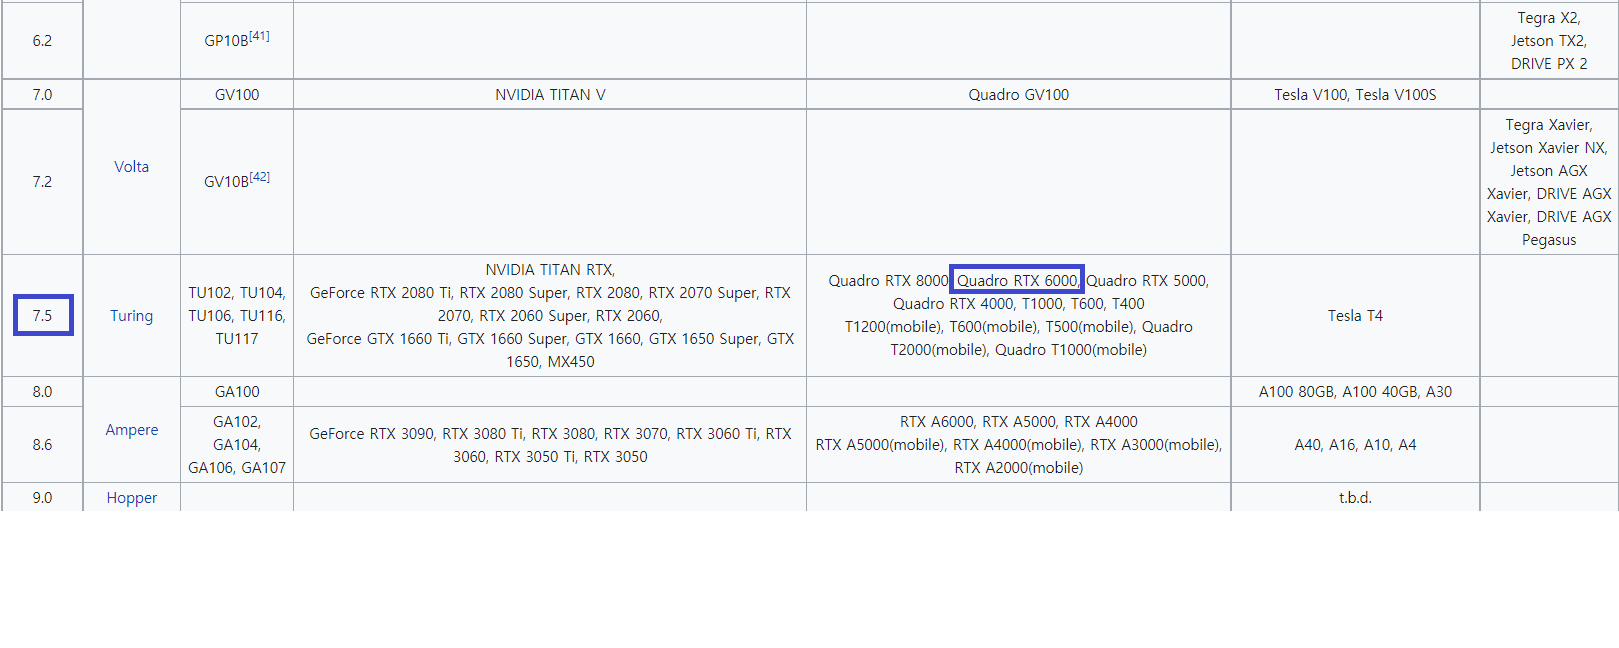 6.2
GP10B[41]
Tegra X2,
Jetson TX2,
DRIVE PX 2
7.0
Volta
GV100
NVIDIA TITAN V
Quadro GV100
Tesla V100, Tesla V100S
7.2
GV10B[42]
Tegra Xavier,
Jetson Xavier NX,
Jetson AGX
Xavier, DRIVE AGX
Xavier, DRIVE AGX
Pegasus
7.5
Turing
TU102, TU104,
TU106, TU116,
TU117
NVIDIA TITAN RTX,
GeForce RTX 2080 Ti, RTX 2080 Super, RTX 2080, RTX 2070 Super, RTX
2070, RTX 2060 Super, RTX 2060,
GeForce GTX 1660 Ti, GTX 1660 Super, GTX 1660, GTX 1650 Super, GTX
1650, MX450
Quadro RTX 8000, Quadro RTX 6000, Quadro RTX 5000,
Quadro RTX 4000, T1000, T600, T400
T1200(mobile), T600(mobile), T500(mobile), Quadro
T2000(mobile), Quadro T1000(mobile)
Tesla T4
8.0
Ampere
GA100
A100 80GB, A100 40GB, A30
8.6
GA102,
GA104,
GA106, GA107
GeForce RTX 3090, RTX 3080 Ti, RTX 3080, RTX 3070, RTX 3060 Ti, RTX
3060, RTX 3050 Ti, RTX 3050
RTX A6000, RTX A5000, RTX A4000
RTX A5000(mobile), RTX A4000(mobile), RTX A3000(mobile),
RTX A2000(mobile)
A40, A16, A10, A4
9.0
Hopper
t.b.d.